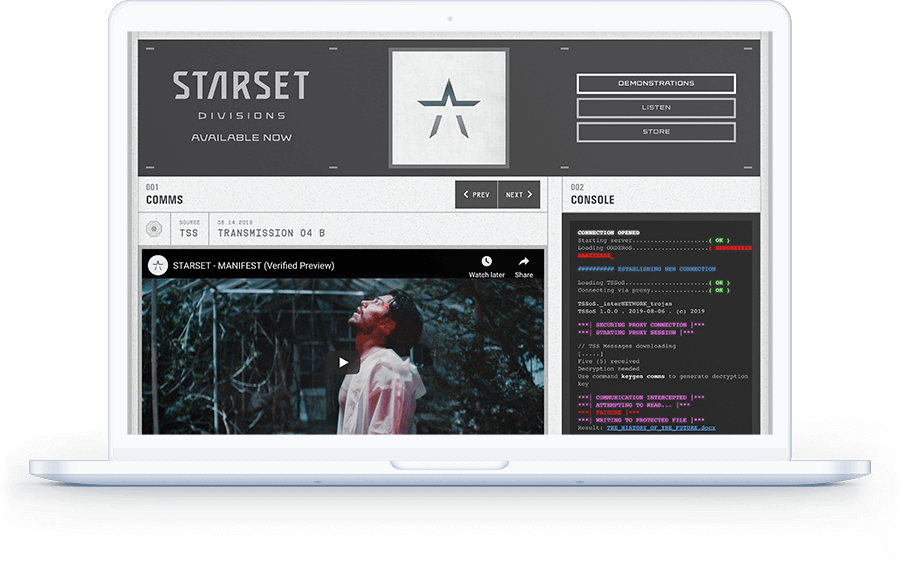 STARSET
DIVISIONS
AVAILABLE NOW
DEMONSTRATIONS
LISTEN
STORE
001
COMMS
PREV
NEXT
SOURCE
TSS
08.14.2019
TRANSMISSION 04 B
STARSET - MANIFEST (Verified Preview)
Watch later
Share
002
CONSOLE
CONNECTION OPENED
Starting server.....................( OK )
Loading ORDERoS.....................(
########## ESTABLISHING NEW CONNECTION
Loading TSSoS.......................( OK )
Connecting via proxy................( OK )
TSSoS._interNETWORK_trojan
TSSoS 1.0.0 . 2019-08-06 . (c) 2019
***| SECURING PROXY CONNECTION |***
***| STARTING PROXY SESSION |***
// TSS Messages downloading
[.....]
Five (5) received
Decryption needed
Use command keygen comms to generate decryption
key
***| COMMUNICATION INTERCEPTED |***
***| ATTEMPTING TO READ... |***
***| FAILURE |***
***| WRITING TO PROTECTED FILE |***
Result: THE_HISTORY_OF_THE_FUTURE.docx